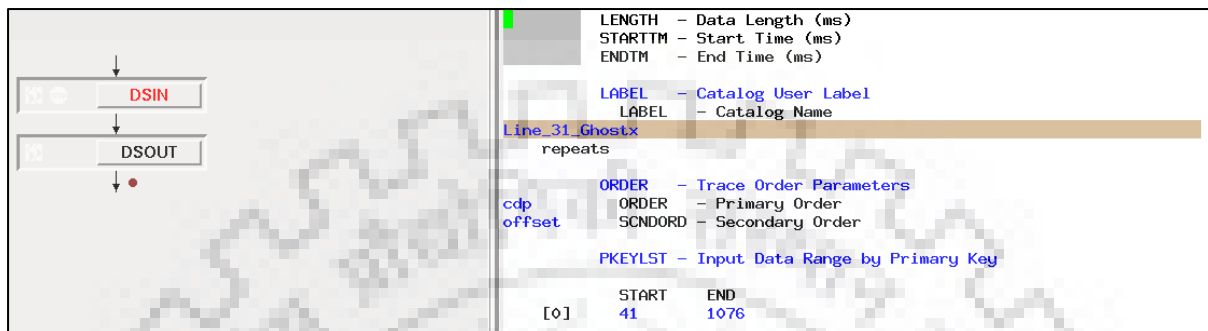 DSIN
DSOUT
LENGTH – Data Length (ms)
STARTTM – Start Time (ms)
ENDTM – End Time (ms)
LABEL – Catalog User Label
LABEL – Catalog Name
Line_31_Ghostx
repeats
ORDER – Trace Order Parameters
cdp ORDER – Primary Order
offset SCNDORD – Secondary Order
PKEYLST – Input Data Range by Primary Key
START END
[0] 41 1076